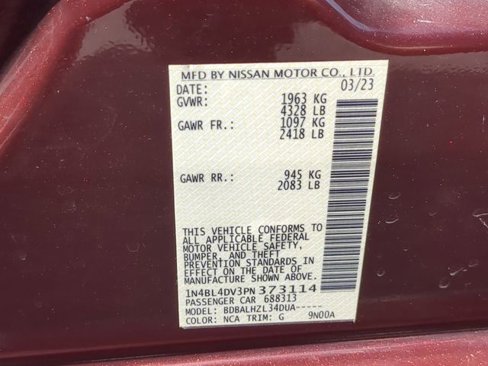 MFD BY NISSAN MOTOR CO., LTD.
DATE: 03/23
GVWR: 1963 KG
4328 LB
GAWR FR.: 1097 KG
2418 LB
GAWR RR.: 945 KG
2083 LB
THIS VEHICLE CONFORMS TO
ALL APPLICABLE FEDERAL
MOTOR VEHICLE SAFETY,
BUMPER, AND THEFT
PREVENTION STANDARDS IN
EFFECT ON THE DATE OF
MANUFACTURE SHOWN ABOVE.
1N4BL4DV3PN373114
PASSENGER CAR 688313
MODEL: BDBALHZL34DUA-----
COLOR: NCA TRIM: G 9N00A